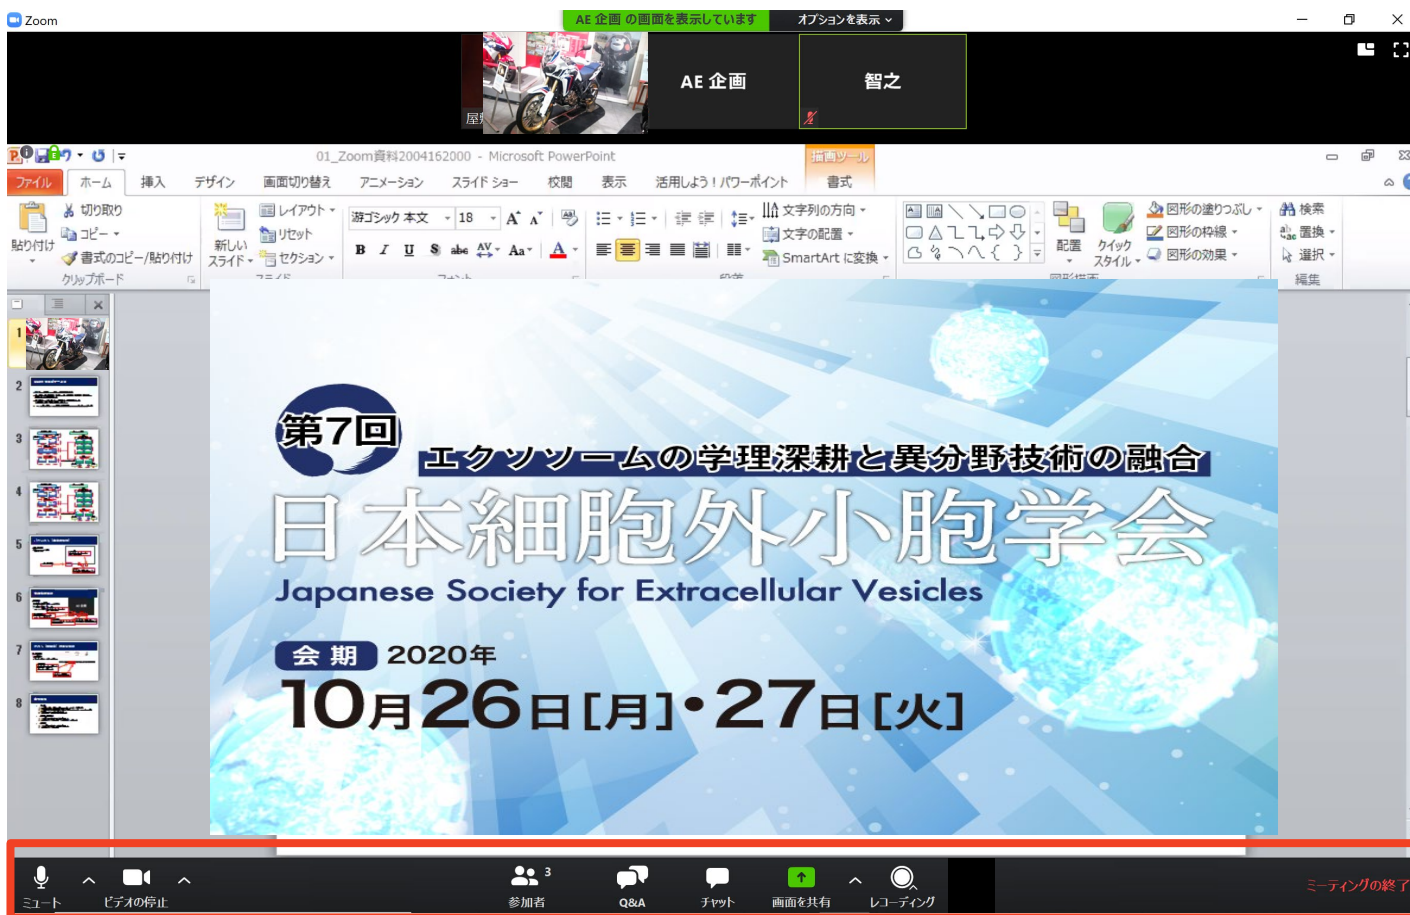 Zoom
AE 企画 の画面を表示しています
オプションを表示
AE 企画
智之
01_Zoom資料2004162000 - Microsoft PowerPoint
描画ツール
ファイル ホーム 挿入 デザイン 画面切り替え アニメーション スライド ショー 校閲 表示 活用しよう！パワーポイント 書式
貼り付け
切り取り
コピー
書式のコピー/貼り付け
クリップボード
新しい
スライド
レイアウト
リセット
セクション
游ゴシック 本文 18
B I U S abc AV Aa A
文字列の方向
文字の配置
SmartArt に変換
配置
クイック
スタイル
図形の塗りつぶし
図形の枠線
図形の効果
検索
置換
選択
編集
1
2
3
4
5
6
7
8
第7回
エクソソームの学理深耕と異分野技術の融合
日本細胞外小胞学会
Japanese Society for Extracellular Vesicles
会 期 2020年
10月26日[月]・27日[火]
ミュート
ビデオの停止
参加者 3
Q&A
チャット
画面を共有
レコーディング
ミーティングの終了